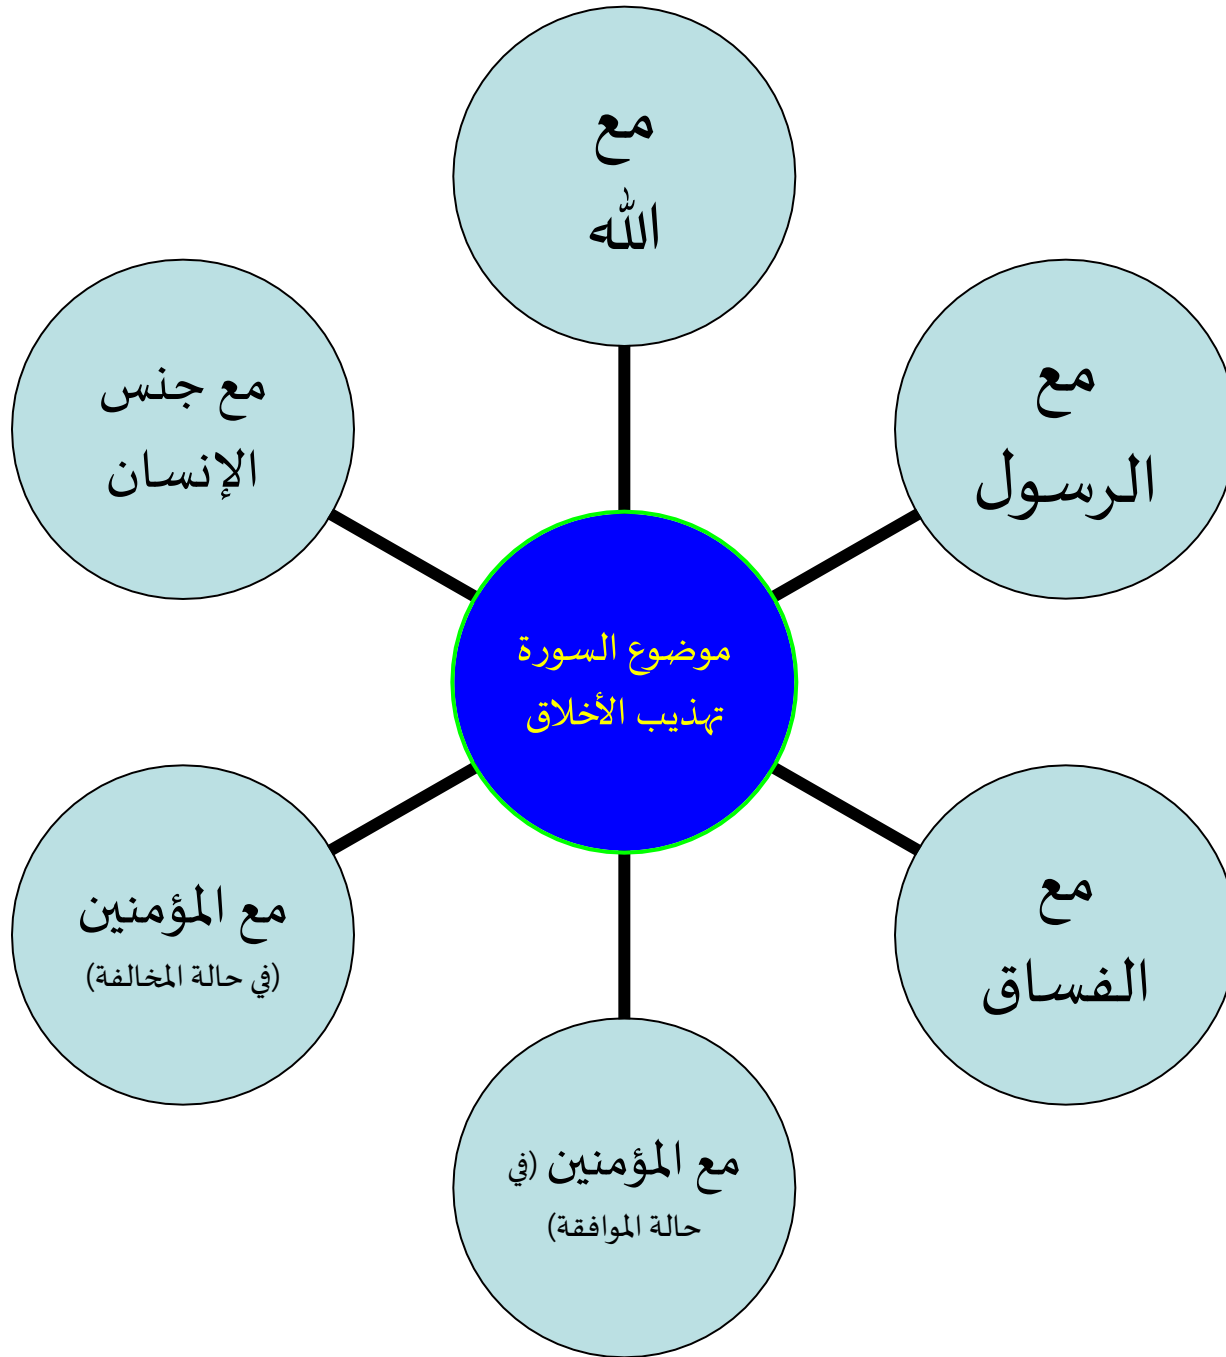 مع
الله
مع
الرسول
مع جنس
الإنسان
موضوع السورة
تهذيب الأخلاق
مع
الفساق
مع المؤمنين
(في حالة المخالفة)
مع المؤمنين (في
حالة الموافقة)